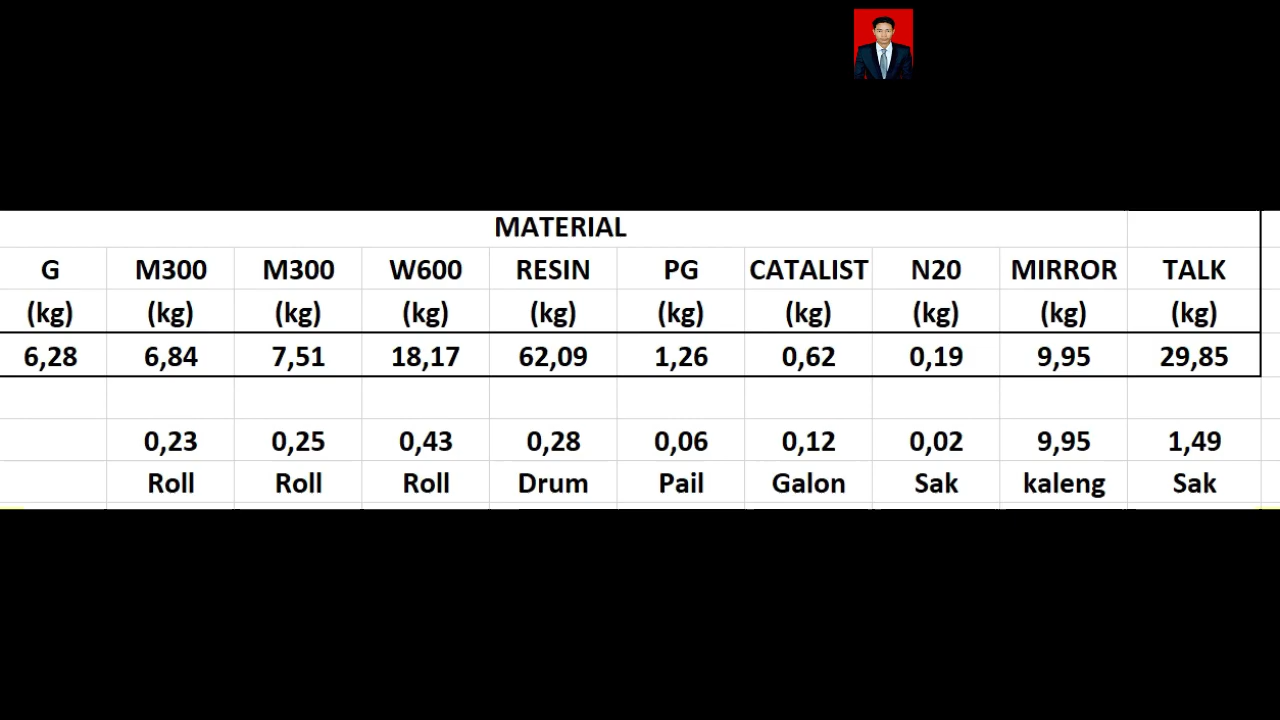 MATERIAL
G M300 M300 W600 RESIN PG CATALIST N20 MIRROR TALK
(kg) (kg) (kg) (kg) (kg) (kg) (kg) (kg) (kg) (kg)
6,28 6,84 7,51 18,17 62,09 1,26 0,62 0,19 9,95 29,85
0,23 0,25 0,43 0,28 0,06 0,12 0,02 9,95 1,49
Roll Roll Roll Drum Pail Galon Sak kaleng Sak